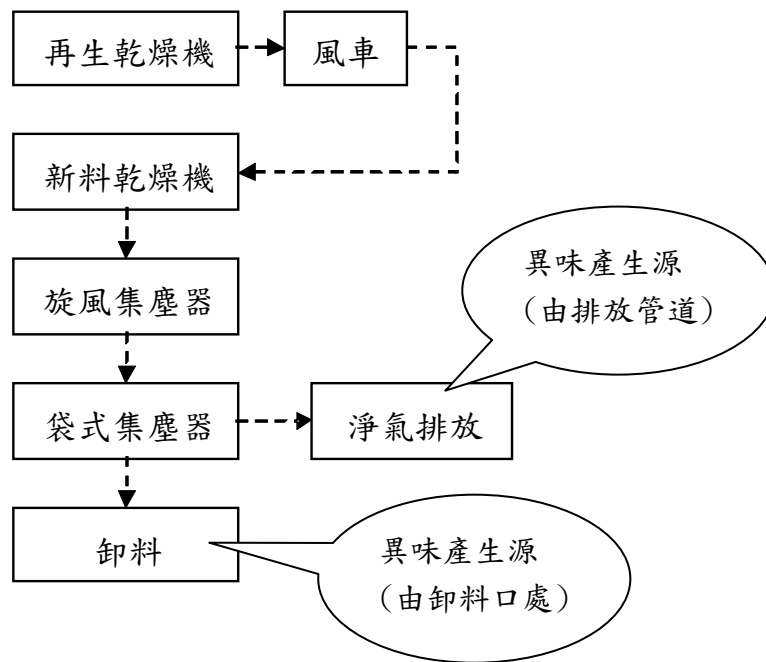 再生乾燥機
風車
新料乾燥機
異味產生源
（由排放管道）
旋風集塵器
袋式集塵器
淨氣排放
卸料
異味產生源
（由卸料口處）